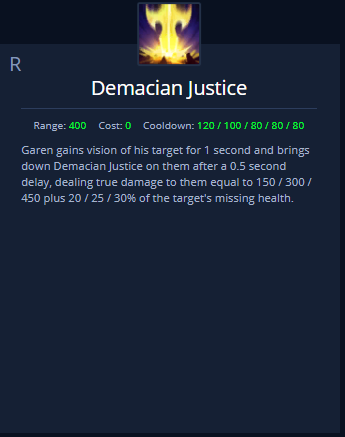 R
Demacian Justice
Range: 400 Cost: 0 Cooldown: 120 / 100 / 80 / 80 / 80
Garen gains vision of his target for 1 second and brings
down Demacian Justice on them after a 0.5 second
delay, dealing true damage to them equal to 150 / 300 /
450 plus 20 / 25 / 30% of the target's missing health.